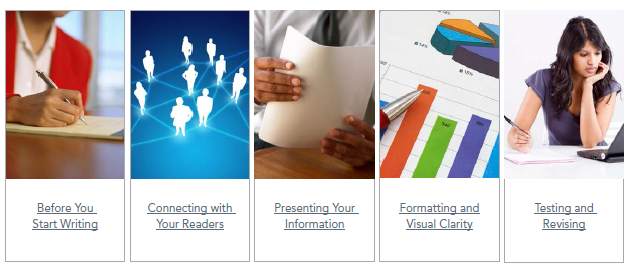 Before You
Start Writing
Connecting with
Your Readers
Presenting Your
Information
Formatting and
Visual Clarity
Testing and
Revising